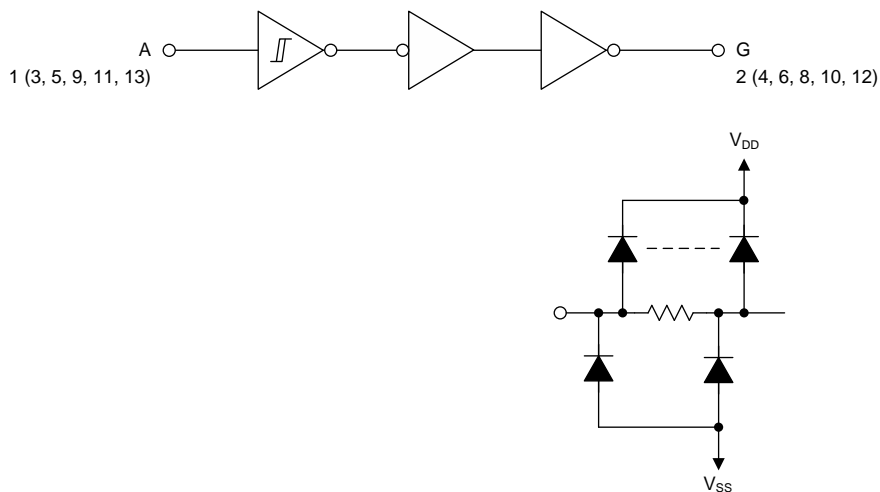 A
G
1 (3, 5, 9, 11, 13)
2 (4, 6, 8, 10, 12)
VDD
VSS